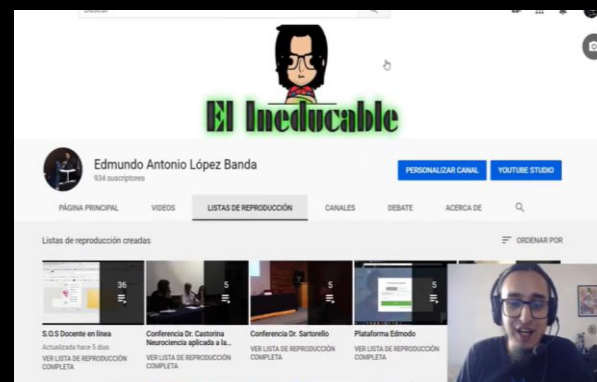 El Ineducable
Edmundo Antonio López Banda
934 suscriptores
PERSONALIZAR CANAL
YOUTUBE STUDIO
PÁGINA PRINCIPAL
VIDEOS
LISTAS DE REPRODUCCIÓN
CANALES
DEBATE
ACERCA DE
Listas de reproducción creadas
ORDENAR POR
36
5
5
5
S.O.S Docente en línea
Actualizada hace 5 días
VER LISTA DE REPRODUCCIÓN
COMPLETA
Conferencia Dr. Castorina
Neurociencia aplicada a la...
VER LISTA DE REPRODUCCIÓN
COMPLETA
Conferencia Dr. Sartorello
VER LISTA DE REPRODUCCIÓN
COMPLETA
Plataforma Edmodo
VER LISTA DE REPRODUCCIÓN
COMPLETA